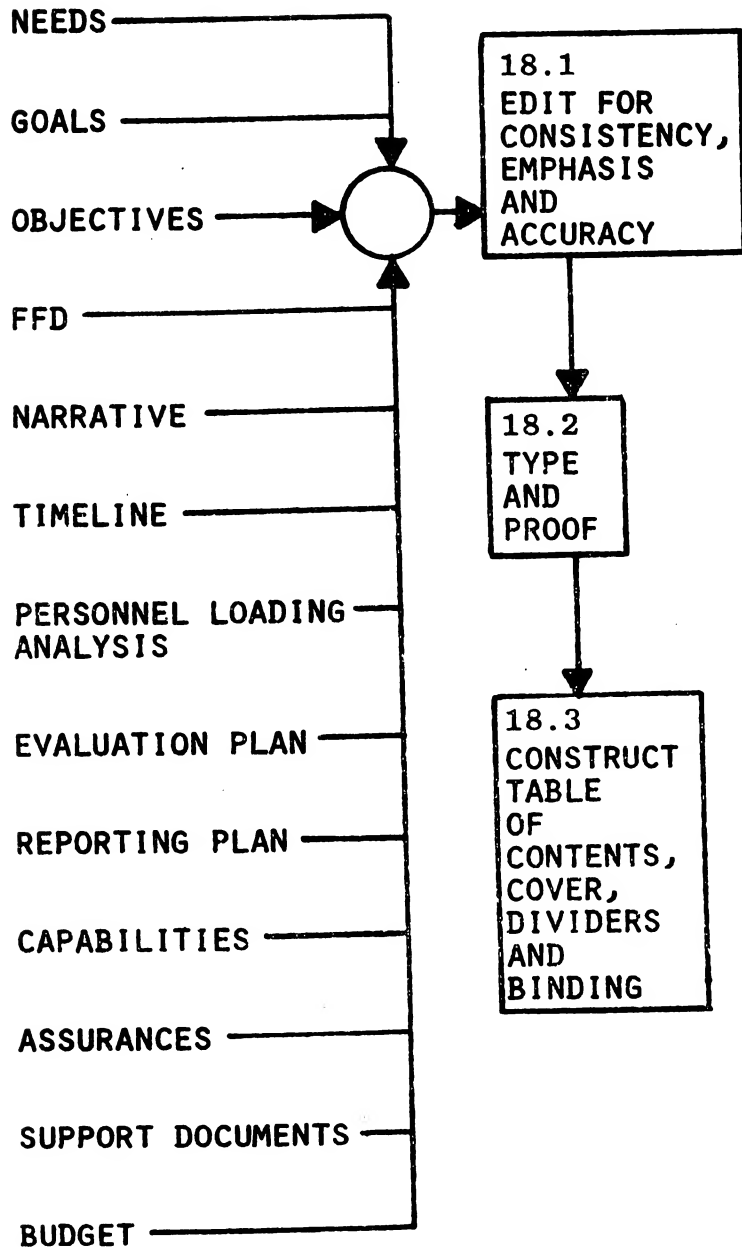 NEEDS
GOALS
OBJECTIVES
FFD
NARRATIVE
TIMELINE
PERSONNEL LOADING
ANALYSIS
EVALUATION PLAN
REPORTING PLAN
CAPABILITIES
ASSURANCES
SUPPORT DOCUMENTS
BUDGET
18.1
EDIT FOR
CONSISTENCY,
EMPHASIS
AND
ACCURACY
18.2
TYPE
AND
PROOF
18.3
CONSTRUCT
TABLE
OF
CONTENTS,
COVER,
DIVIDERS
AND
BINDING